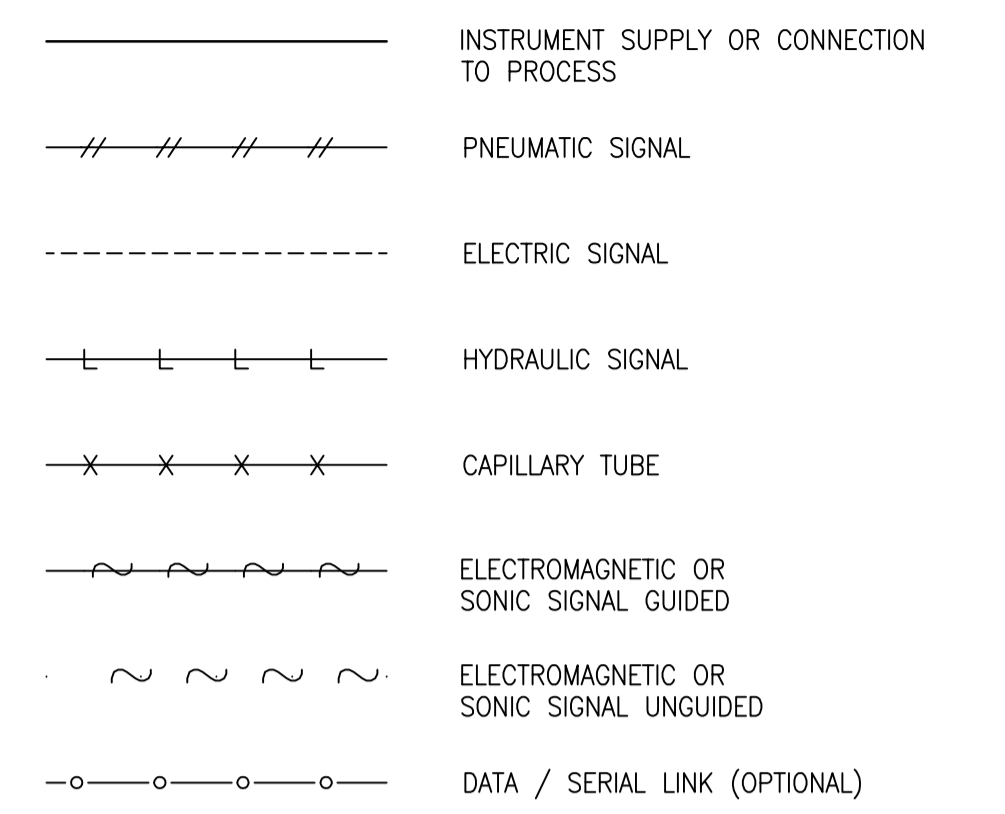 INSTRUMENT SUPPLY OR CONNECTION
TO PROCESS
PNEUMATIC SIGNAL
ELECTRIC SIGNAL
HYDRAULIC SIGNAL
CAPILLARY TUBE
ELECTROMAGNETIC OR
SONIC SIGNAL GUIDED
ELECTROMAGNETIC OR
SONIC SIGNAL UNGUIDED
DATA / SERIAL LINK (OPTIONAL)